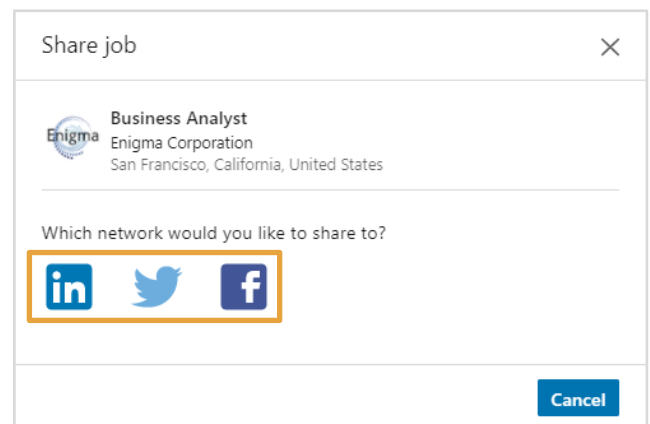 Share job
Enigma
Business Analyst
Enigma Corporation
San Francisco, California, United States
Which network would you like to share to?
in
f
Cancel